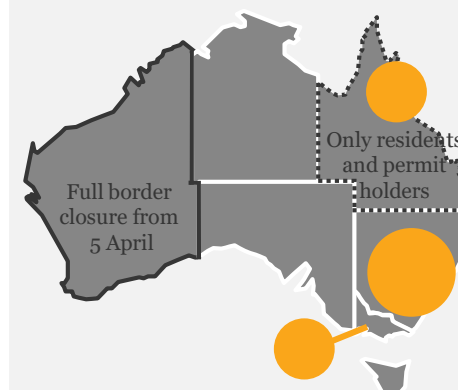 Only residents
and permit
holders
Full border
closure from
5 April